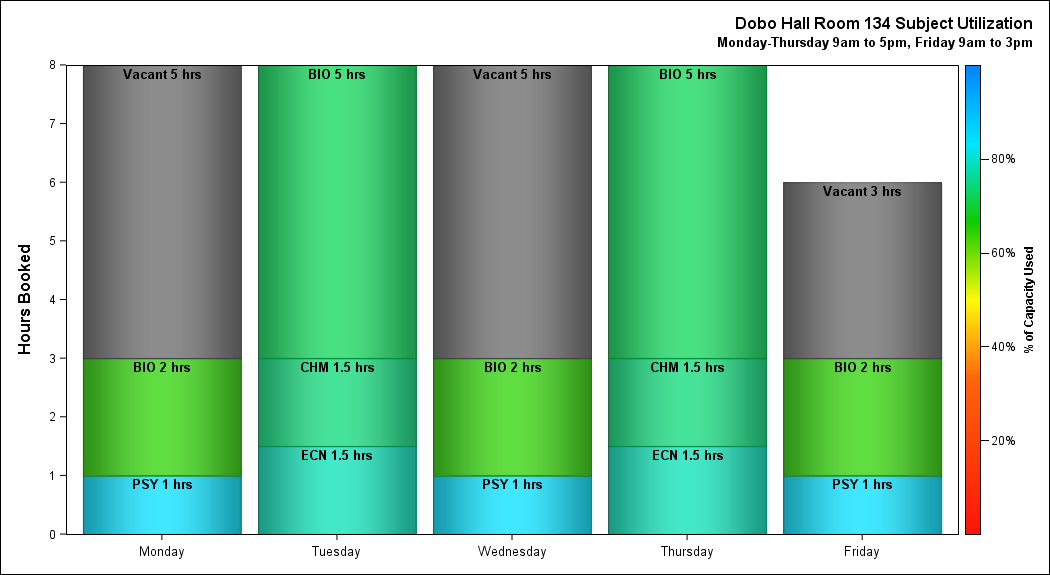 Dobo Hall Room 134 Subject Utilization
Monday-Thursday 9am to 5pm, Friday 9am to 3pm
Hours Booked
8
7
6
5
4
3
2
1
0
Vacant 5 hrs
BIO 2 hrs
PSY 1 hrs
BIO 5 hrs
CHM 1.5 hrs
ECN 1.5 hrs
Vacant 5 hrs
BIO 2 hrs
PSY 1 hrs
BIO 5 hrs
CHM 1.5 hrs
ECN 1.5 hrs
Vacant 3 hrs
BIO 2 hrs
PSY 1 hrs
Monday
Tuesday
Wednesday
Thursday
Friday
80%
60%
40%
20%
% of Capacity Used